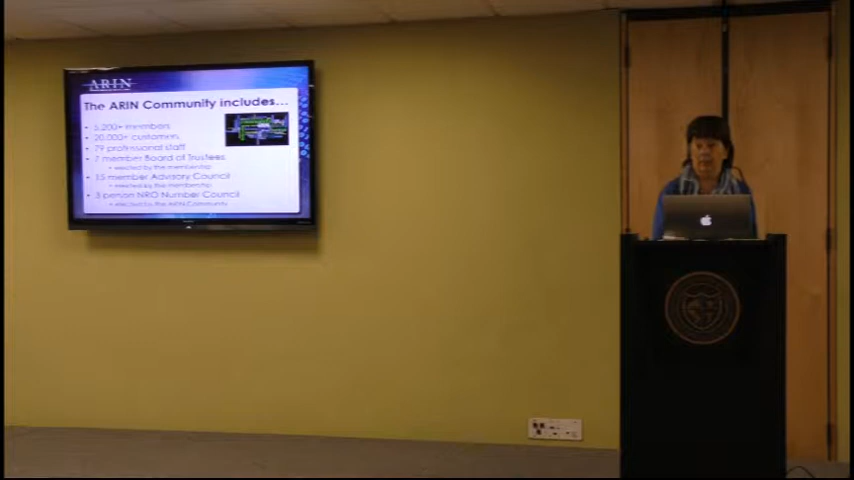 ARIN
The ARIN Community includes...
• 5,200+ members
• 20,000+ customers
• 79 professional staff
• 7 member Board of Trustees
• elected by the membership
• 15 member Advisory Council
• elected by the membership
• 3 person NRO Number Council
• elected by the ARIN Community